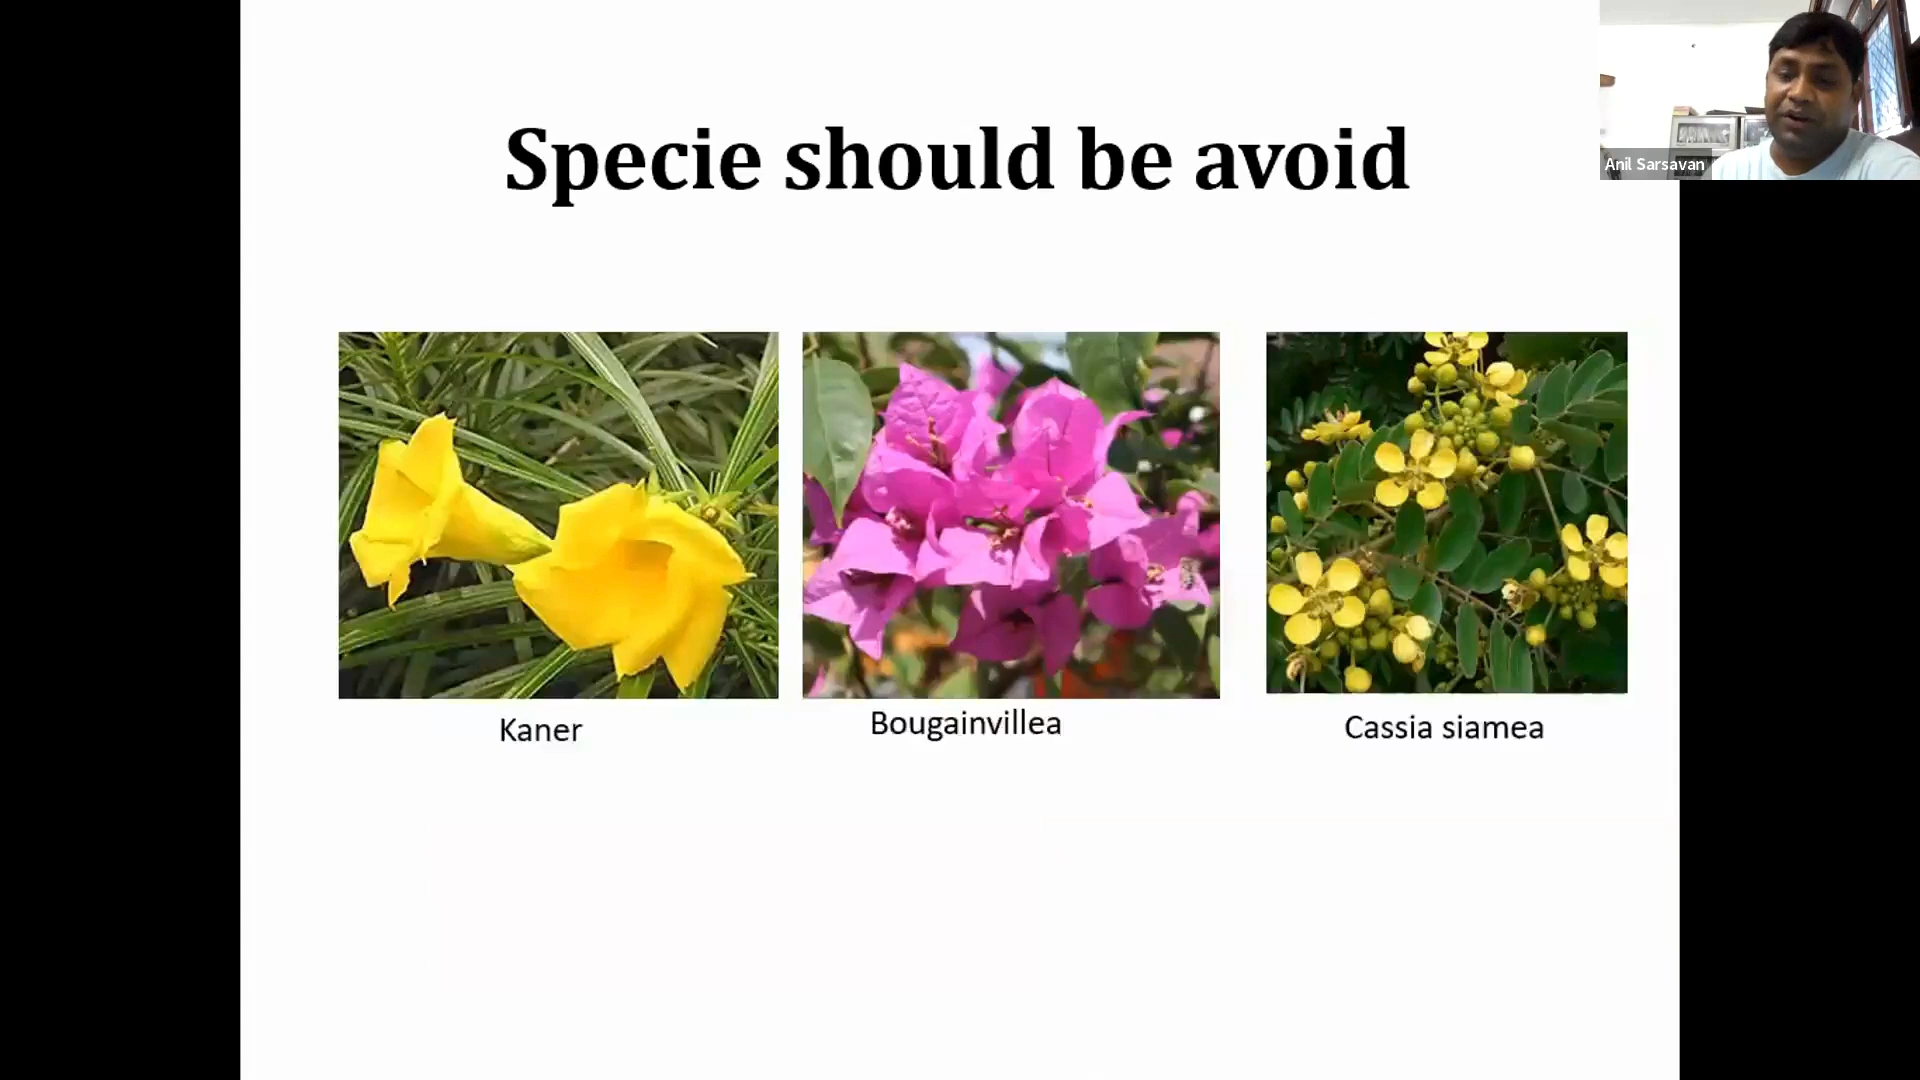 Specie should be avoid
Anil Sarsavan
Kaner
Bougainvillea
Cassia siamea